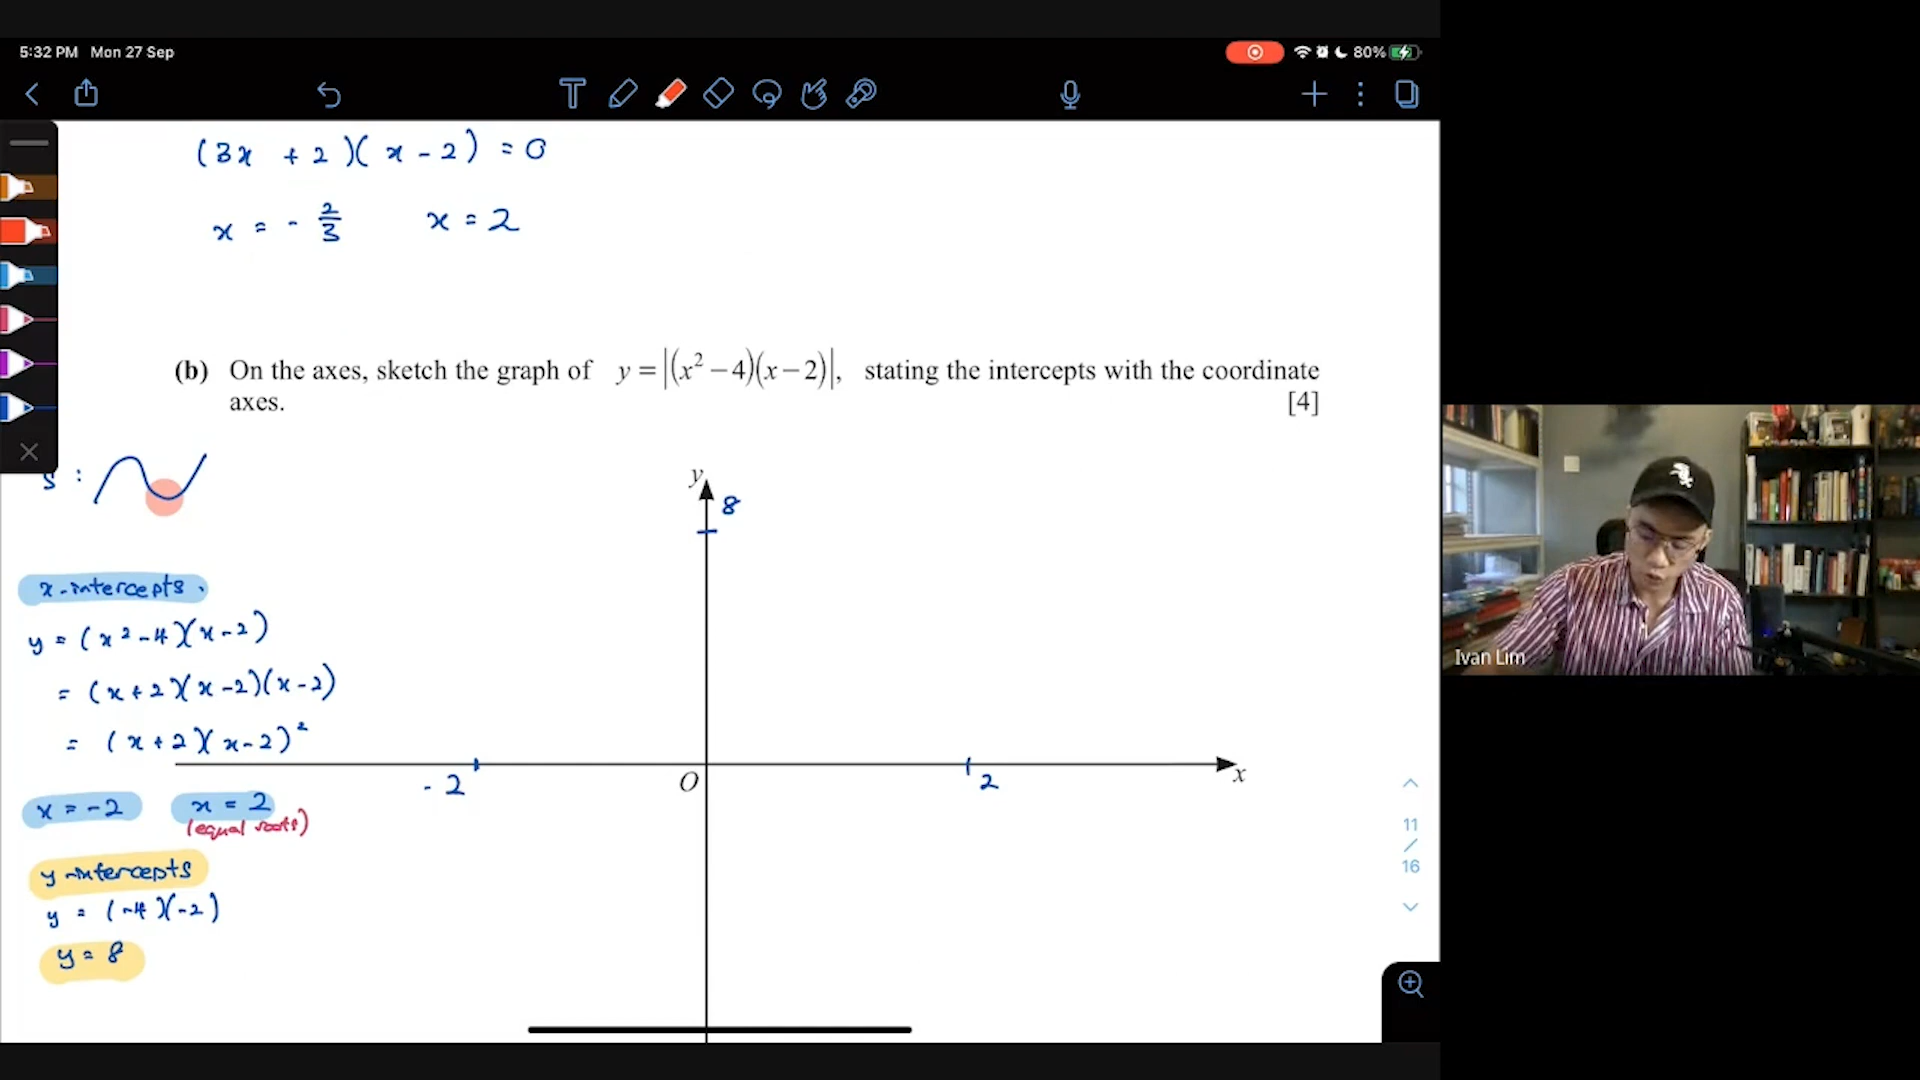 5:32 PM Mon 27 Sep
80%
(3x + 2)(x - 2) = 0
x = - 2/3 x = 2
(b) On the axes, sketch the graph of y = |(x² – 4)(x – 2)|, stating the intercepts with the coordinate
axes. [4]
s :
y
8
x-intercepts.
y = (x² - 4)(x - 2)
= (x + 2)(x - 2)(x - 2)
= (x + 2)(x - 2)²
-2
O
2
x
x = -2 x = 2
(equal roots)
y-intercepts
y = (-4)(-2)
y = 8
11
/
16
Ivan Lim